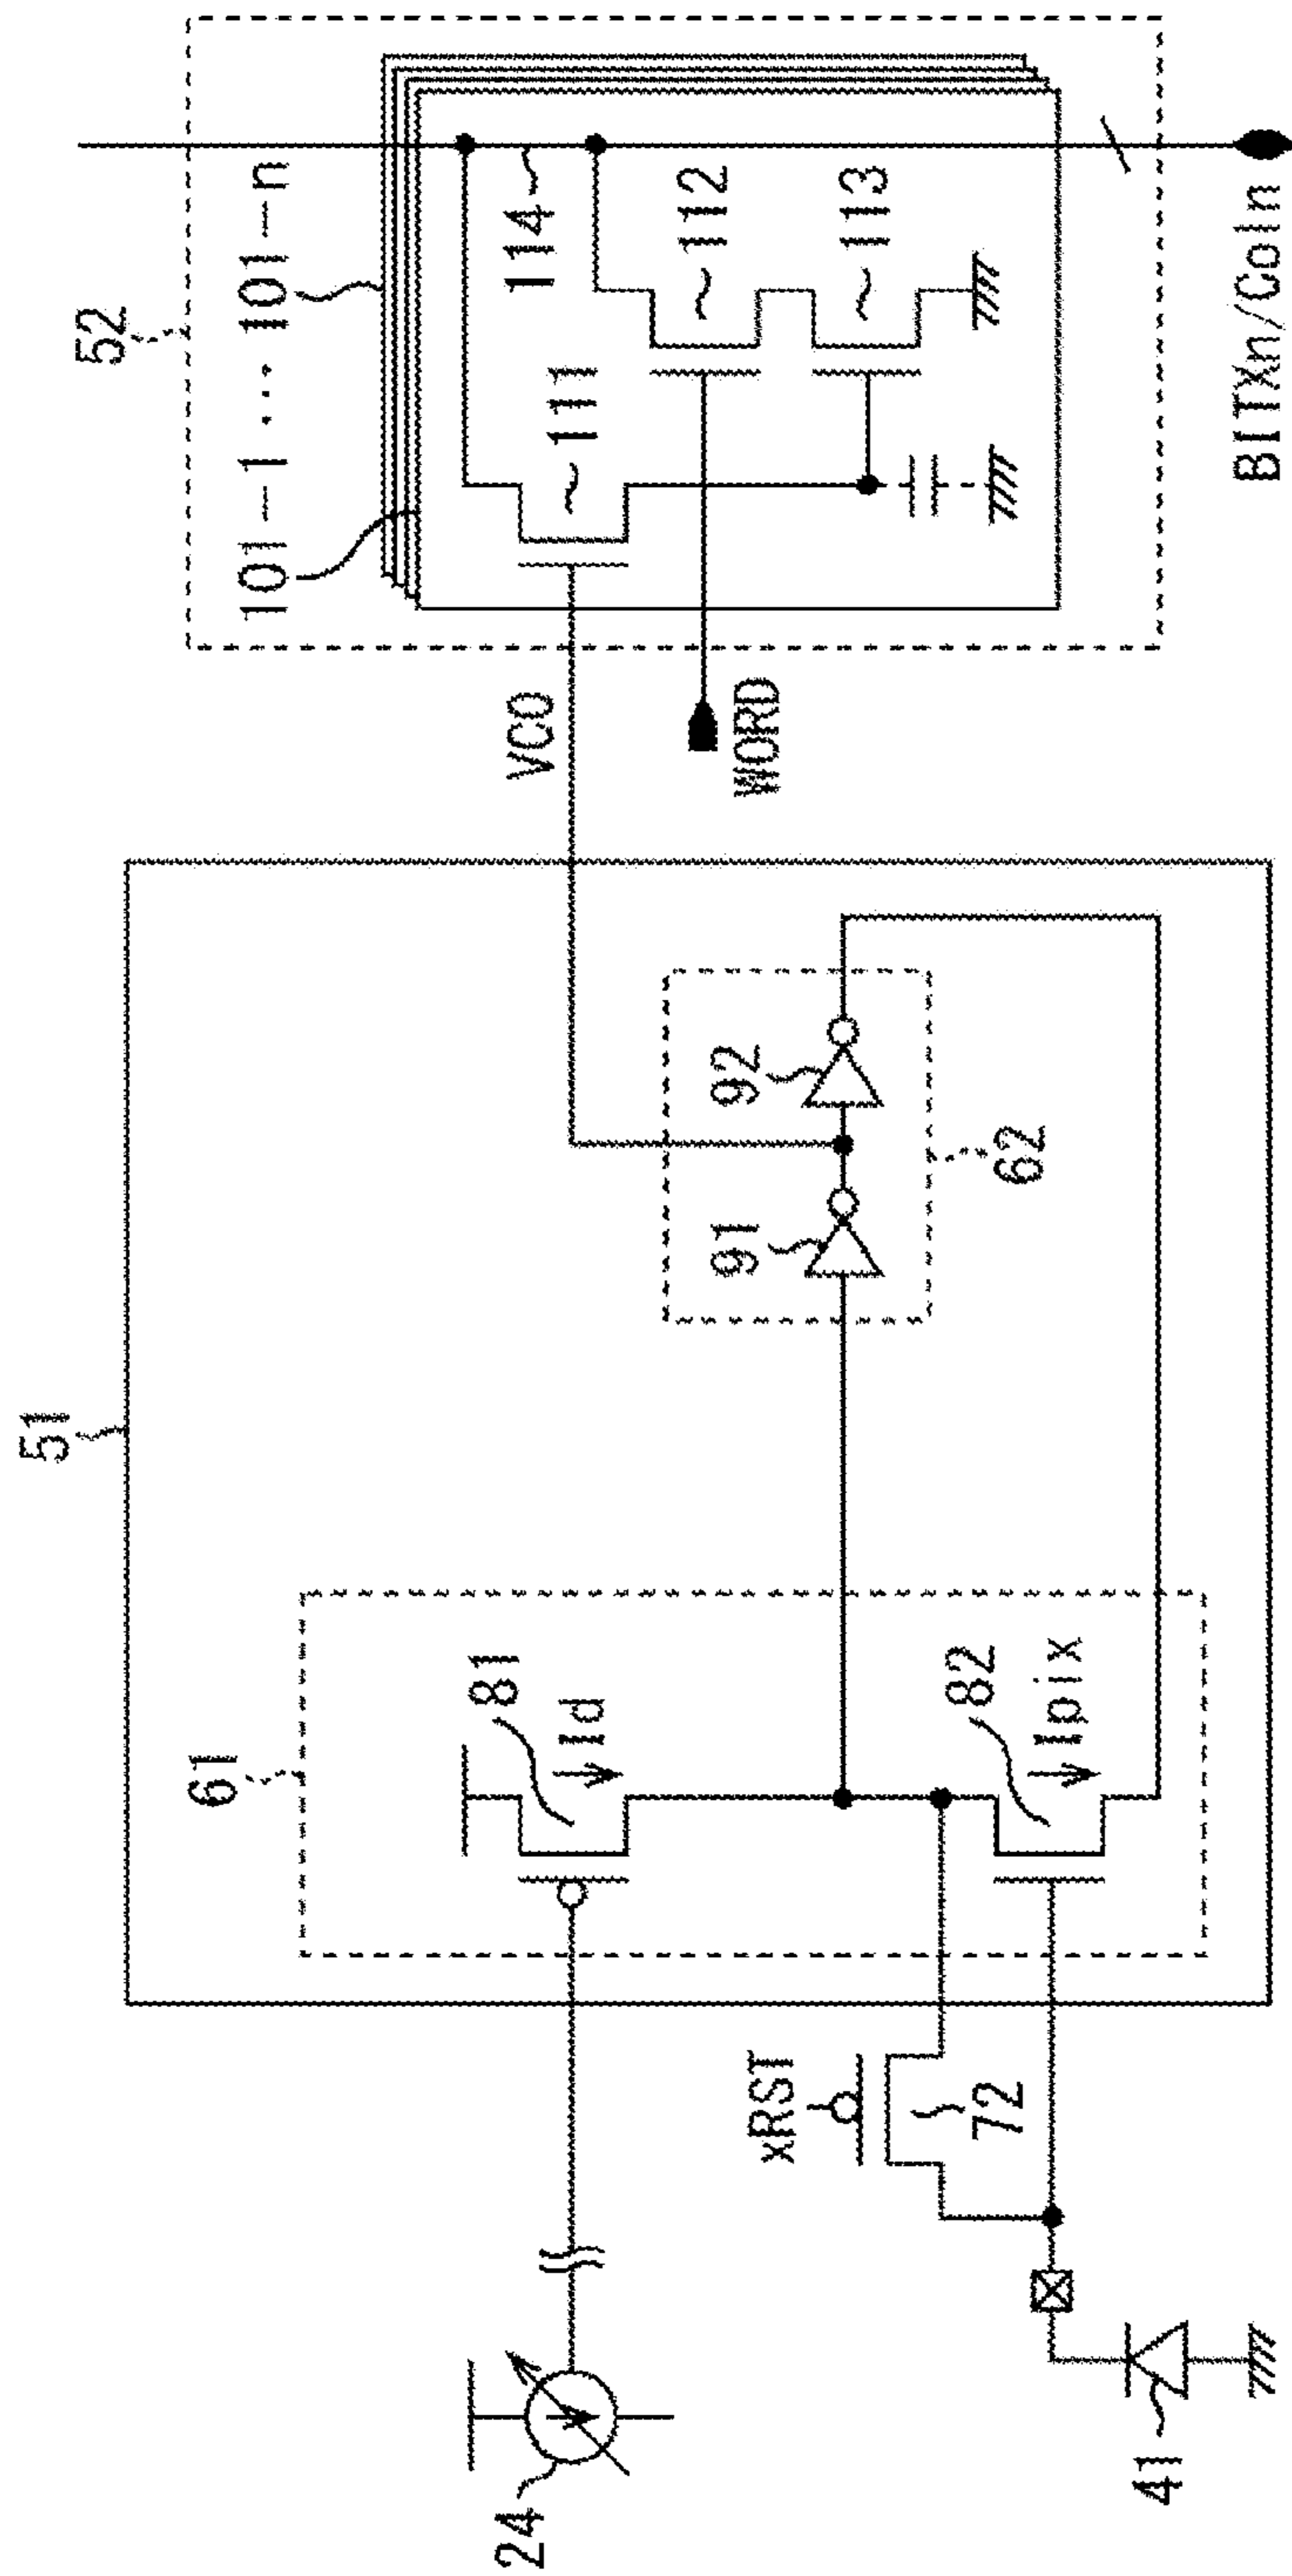 52
101-1 ... 101-n
114
111
112
113
VCO
WORD
BITXn/Coln
51
61
81
Id
82
Ipix
91
92
62
xRST
72
24
41